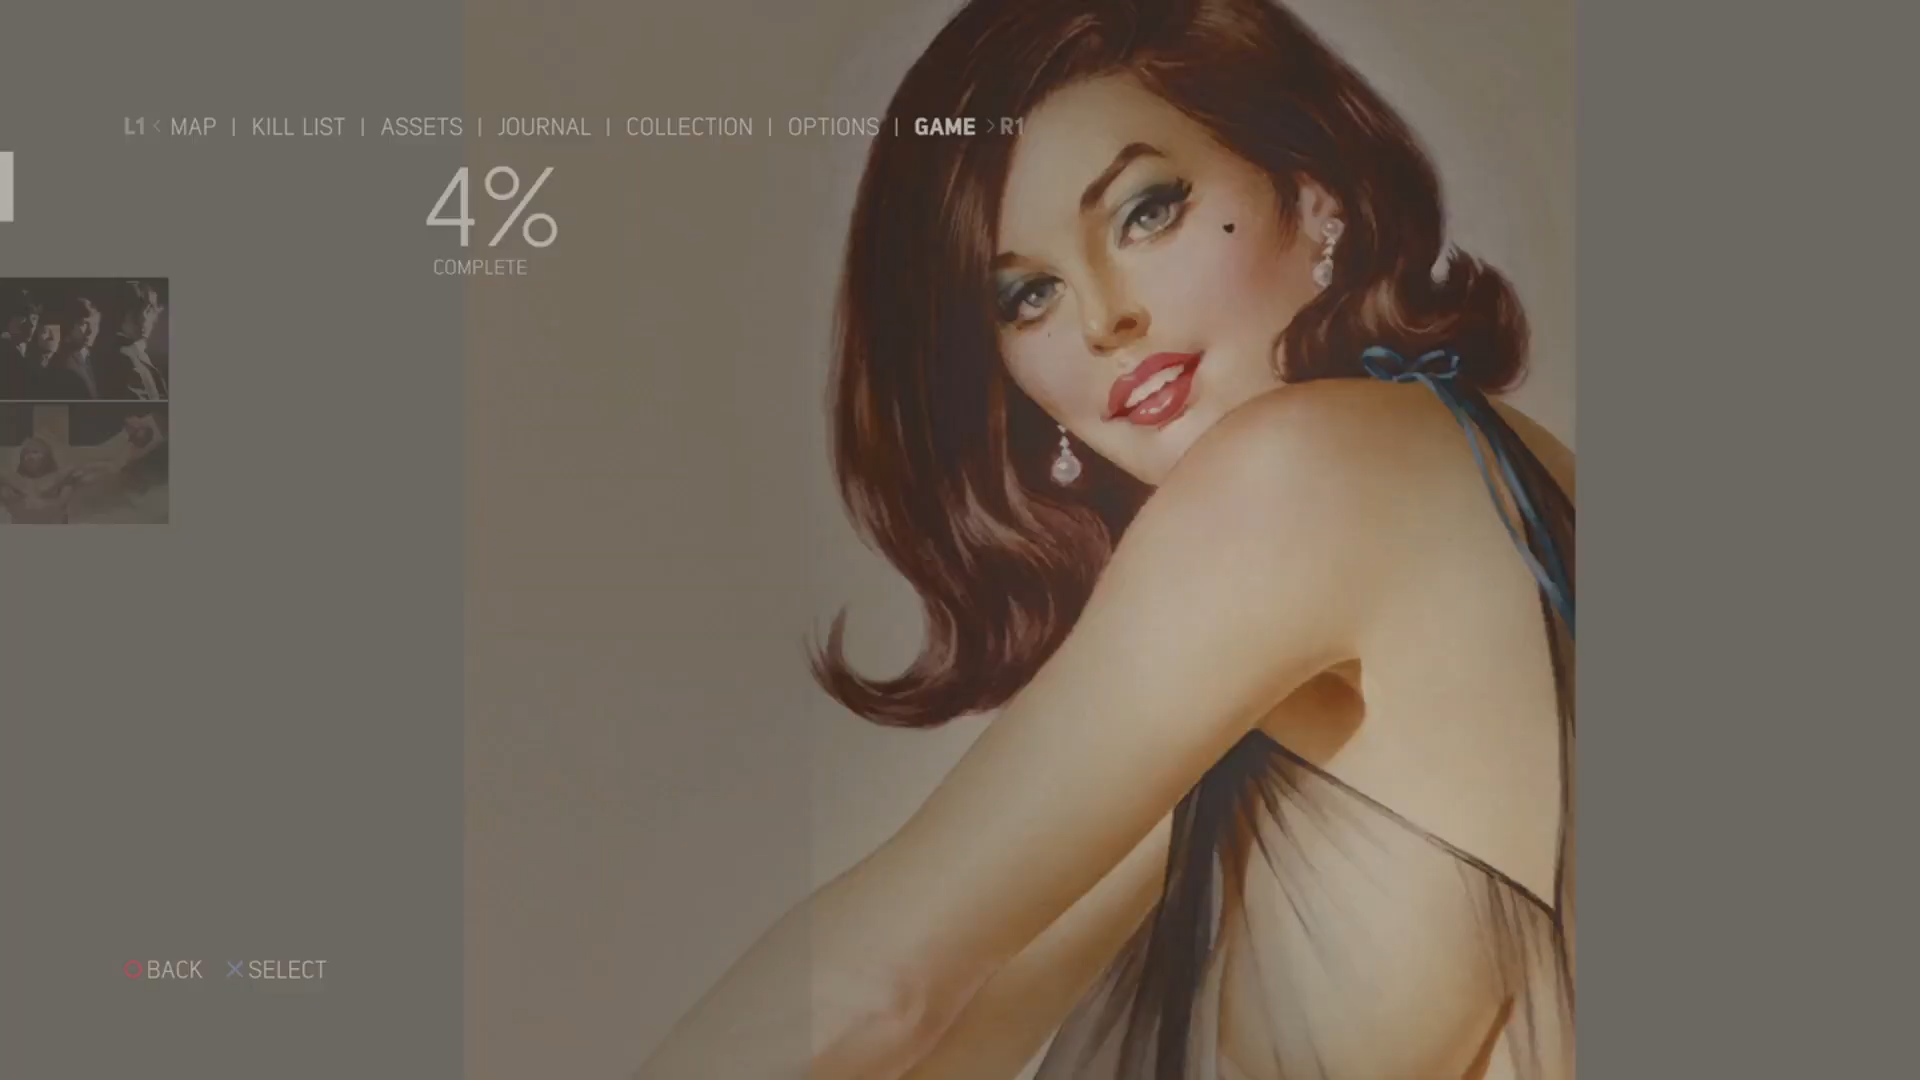 L1 < MAP | KILL LIST | ASSETS | JOURNAL | COLLECTION | OPTIONS | GAME > R1
4%
COMPLETE
BACK SELECT